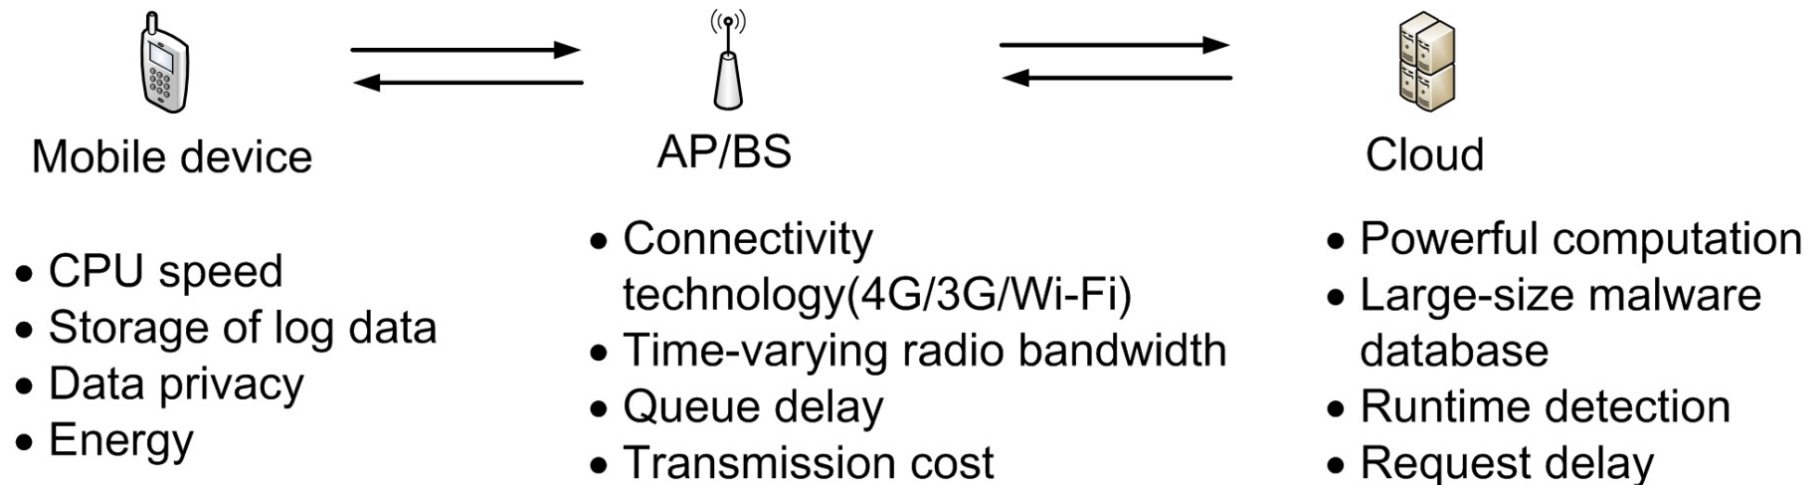 Mobile device
AP/BS
Cloud
• CPU speed
• Storage of log data
• Data privacy
• Energy
• Connectivity
technology(4G/3G/Wi-Fi)
• Time-varying radio bandwidth
• Queue delay
• Transmission cost
• Powerful computation
• Large-size malware
database
• Runtime detection
• Request delay